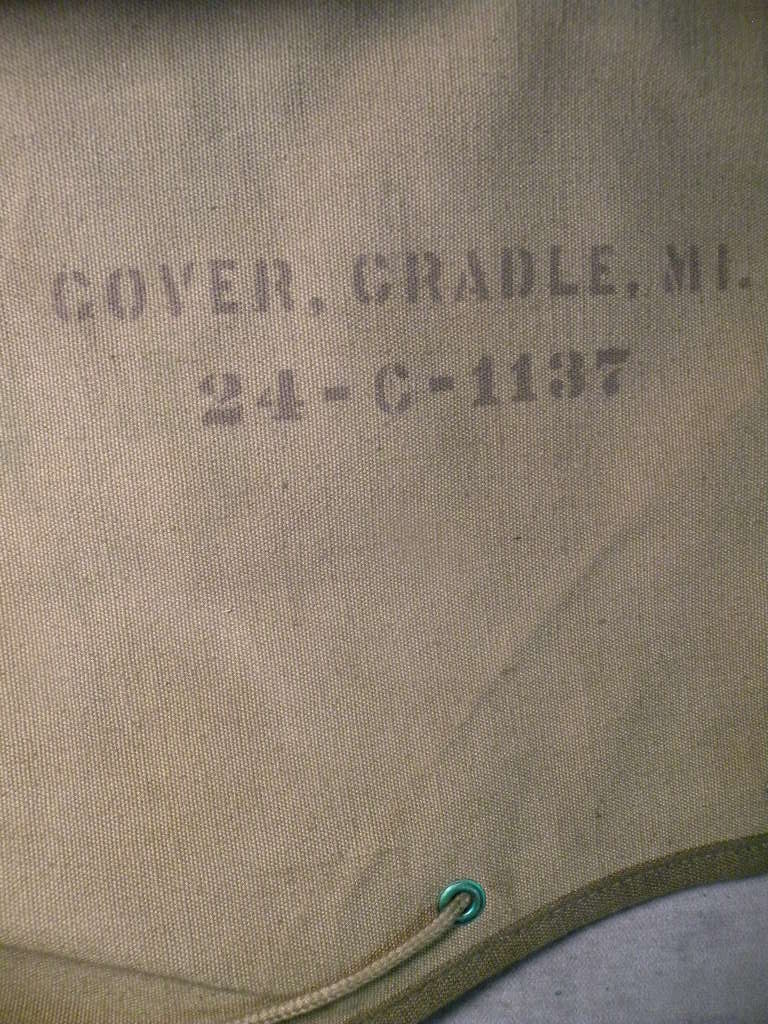 COVER, CRADLE, M1.
24-C-1137